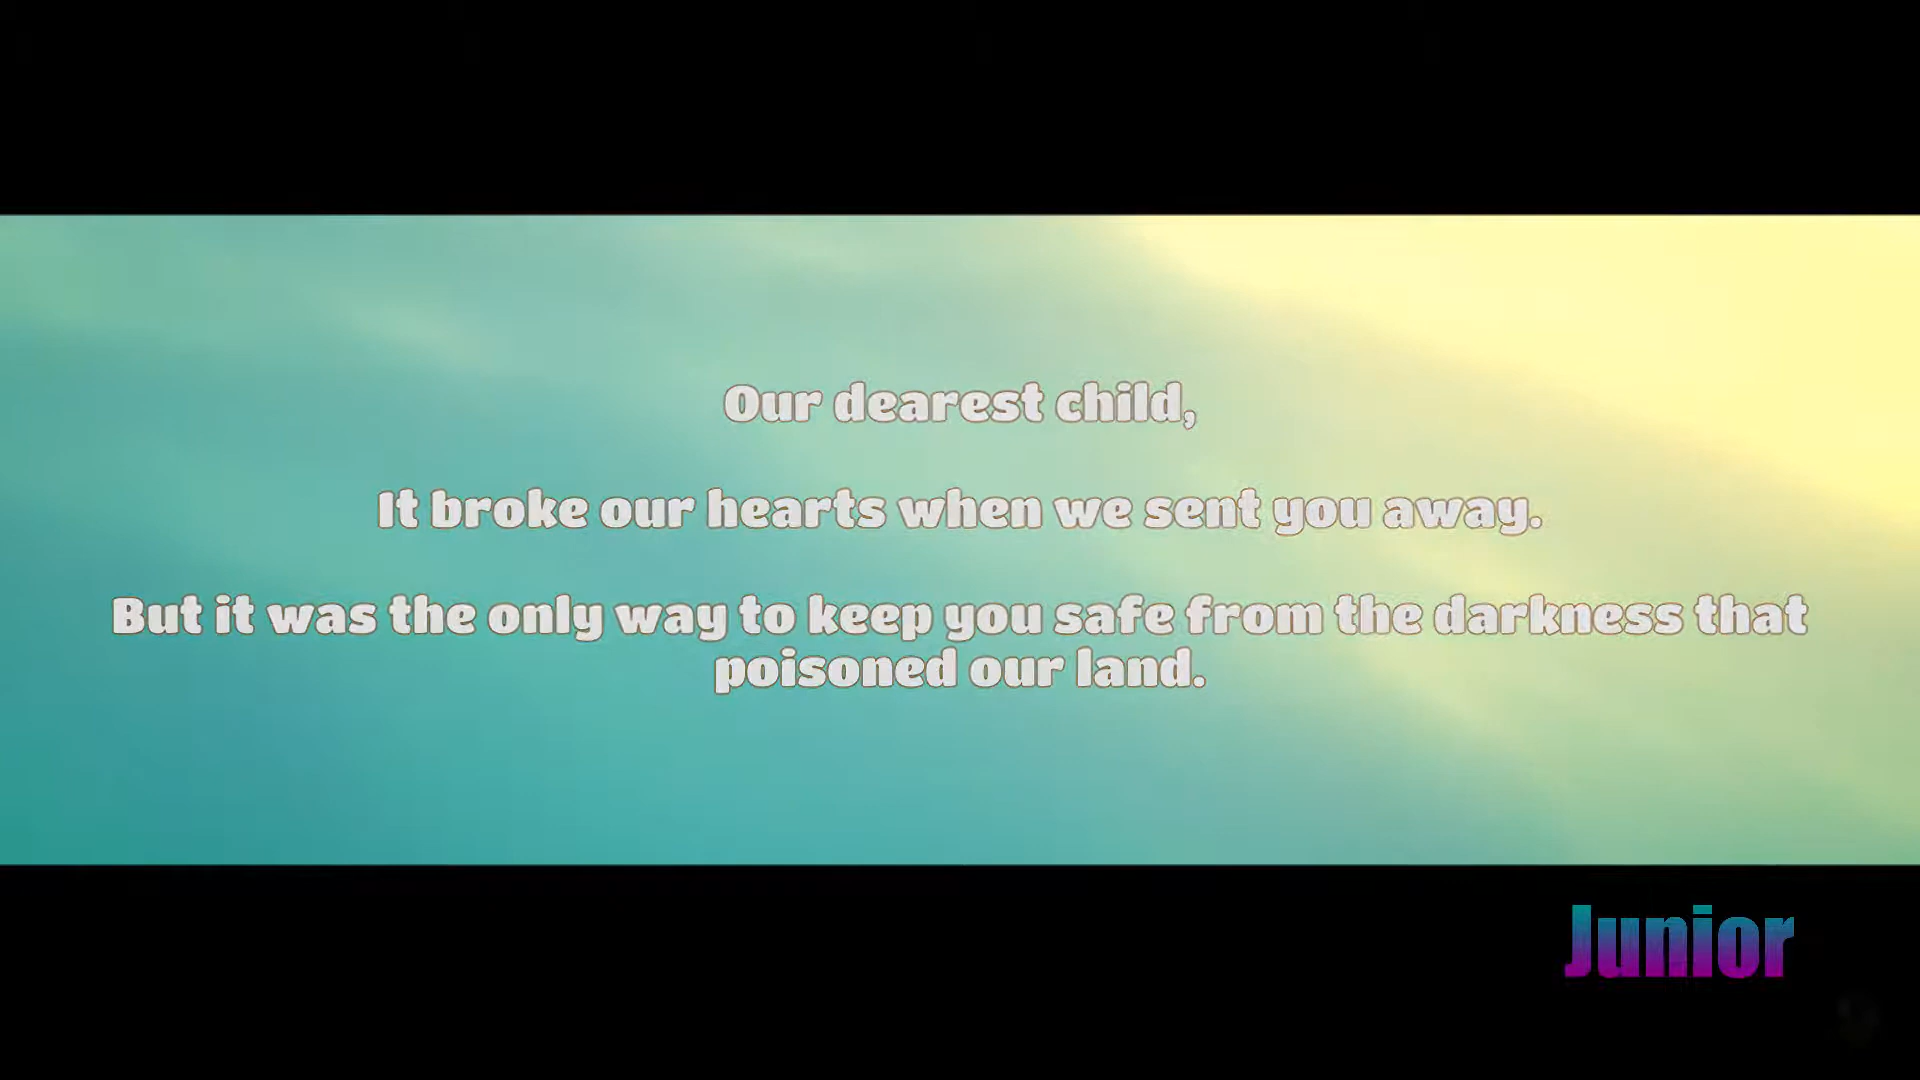 Our dearest child,
It broke our hearts when we sent you away.
But it was the only way to keep you safe from the darkness that
poisoned our land.
Junior